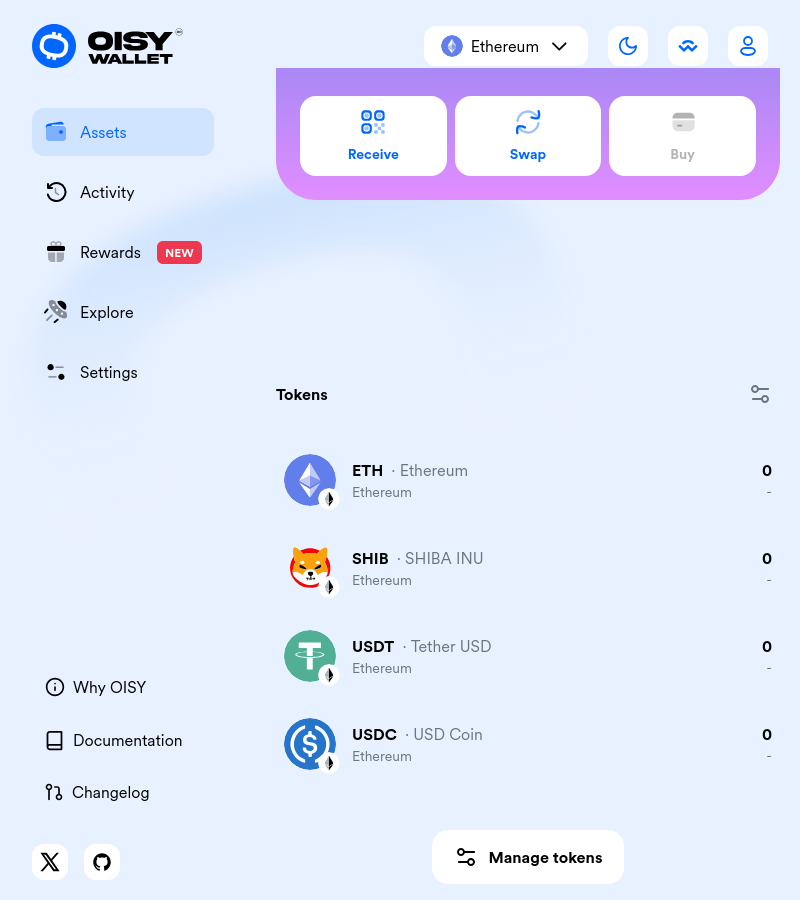 OISY
WALLET
Ethereum
Assets
Activity
Rewards NEW
Explore
Settings
Why OISY
Documentation
Changelog
Receive
Swap
Buy
Tokens
ETH · Ethereum 0
Ethereum -
SHIB · SHIBA INU 0
Ethereum -
USDT · Tether USD 0
Ethereum -
USDC · USD Coin 0
Ethereum -
Manage tokens